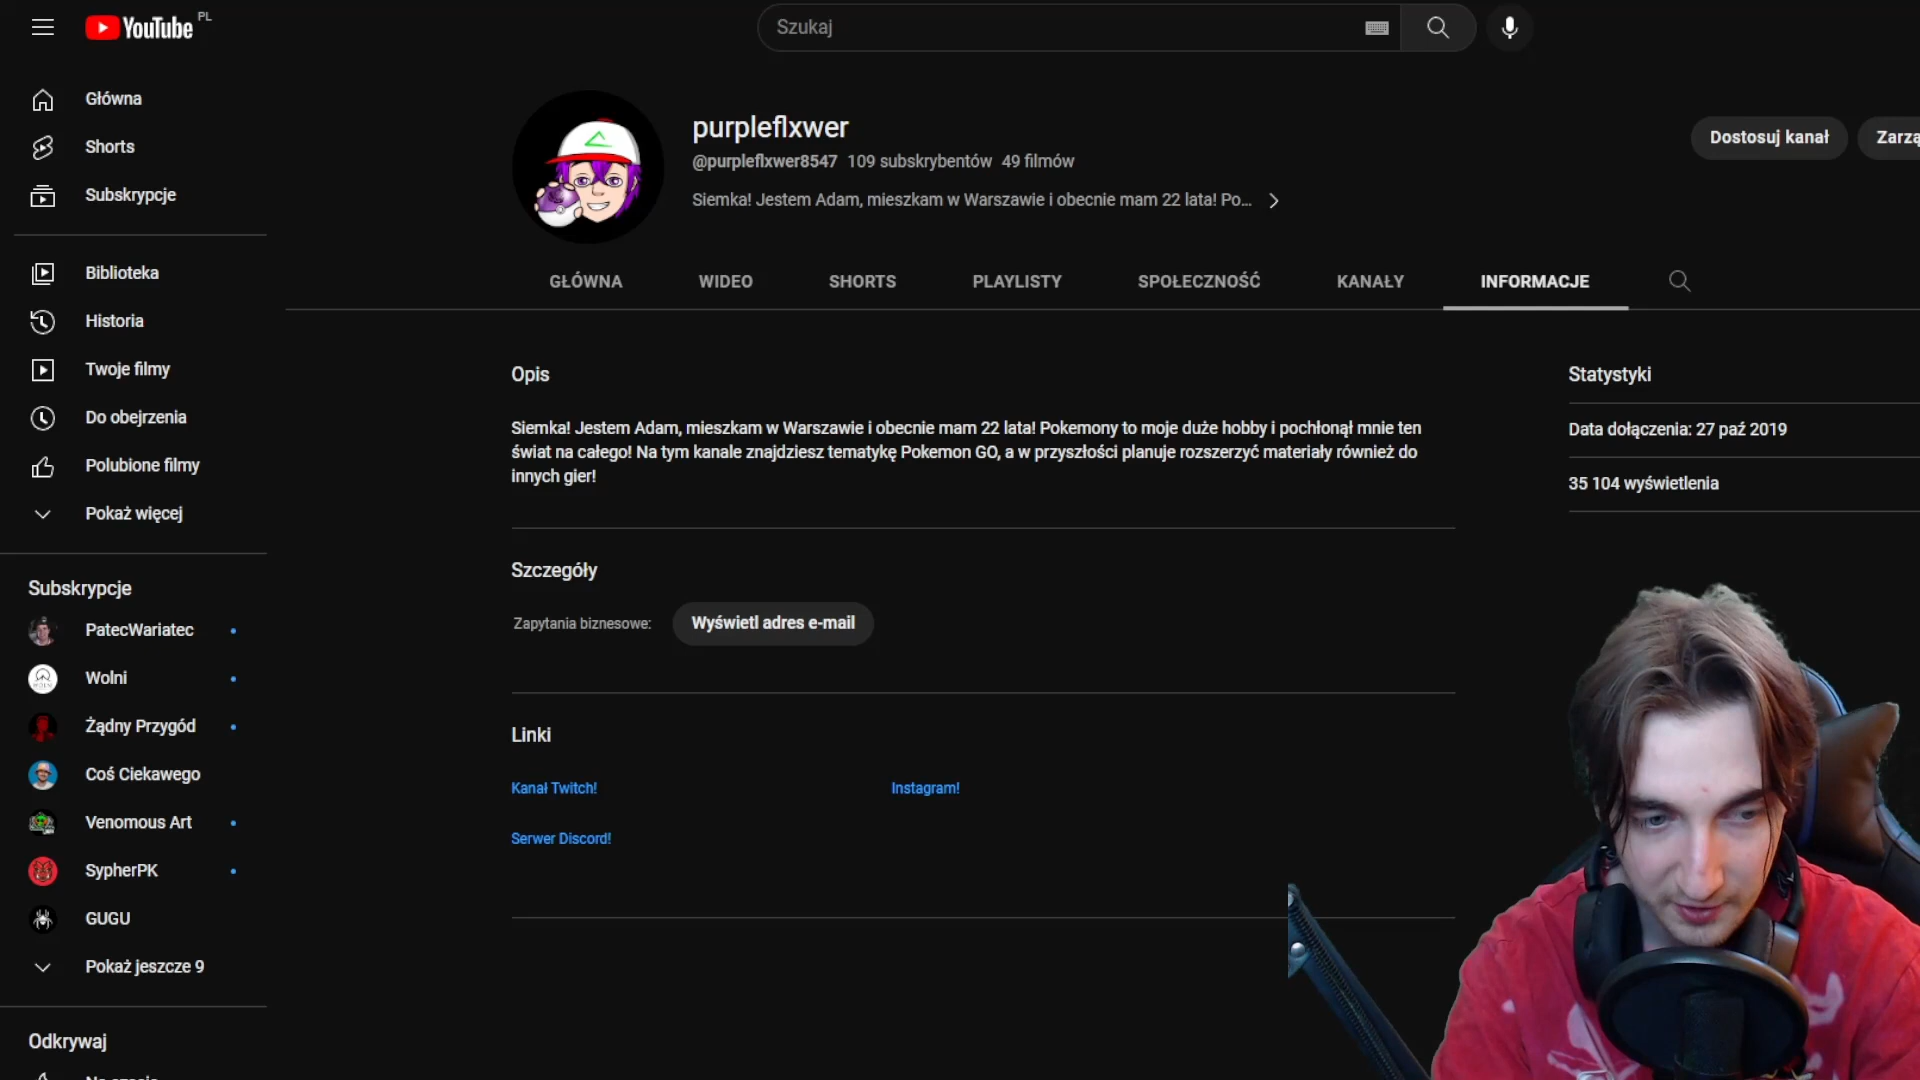 YouTube PL
Szukaj
Główna
Shorts
Subskrypcje
Biblioteka
Historia
Twoje filmy
Do obejrzenia
Polubione filmy
Pokaż więcej
Subskrypcje
PatecWariatec
Wolni
Żądny Przygód
Coś Ciekawego
Venomous Art
SypherPK
GUGU
Pokaż jeszcze 9
Odkrywaj
purpleflxwer
@purpleflxwer8547 109 subskrybentów 49 filmów
Siemka! Jestem Adam, mieszkam w Warszawie i obecnie mam 22 lata! Po...
Dostosuj kanał
GŁÓWNA WIDEO SHORTS PLAYLISTY SPOŁECZNOŚĆ KANAŁY INFORMACJE
Opis
Siemka! Jestem Adam, mieszkam w Warszawie i obecnie mam 22 lata! Pokemony to moje duże hobby i pochłonął mnie ten
świat na całego! Na tym kanale znajdziesz tematykę Pokemon GO, a w przyszłości planuje rozszerzyć materiały również do
innych gier!
Szczegóły
Zapytania biznesowe: Wyświetl adres e-mail
Linki
Kanał Twitch! Instagram!
Serwer Discord!
Statystyki
Data dołączenia: 27 paź 2019
35 104 wyświetlenia